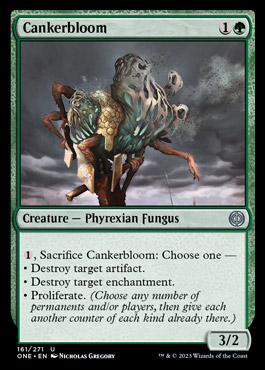 Cankerbloom 1
Creature — Phyrexian Fungus
1, Sacrifice Cankerbloom: Choose one —
• Destroy target artifact.
• Destroy target enchantment.
• Proliferate. (Choose any number of
permanents and/or players, then give each
another counter of each kind already there.)
3/2
161/271 U
ONE • EN Nicholas Gregory
™ & © 2023 Wizards of the Coast